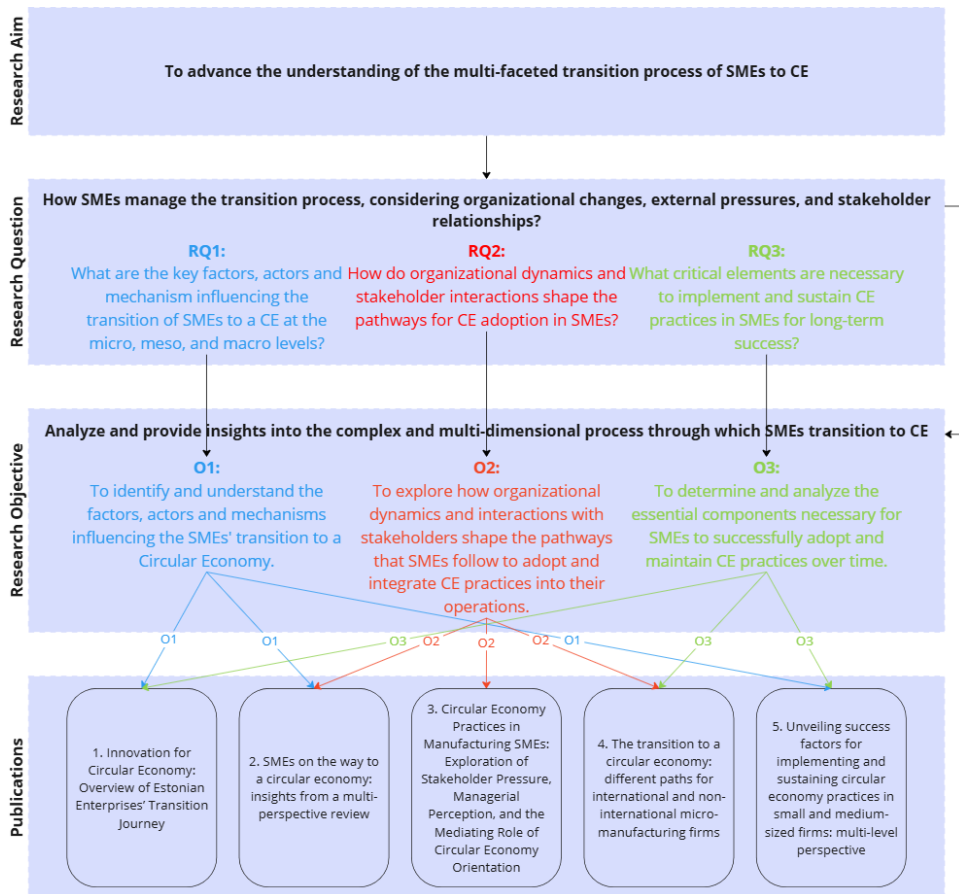 Research Aim
To advance the understanding of the multi-faceted transition process of SMEs to CE
Research Question
How SMEs manage the transition process, considering organizational changes, external pressures, and stakeholder
relationships?
RQ1:
What are the key factors, actors and
mechanism influencing the
transition of SMEs to a CE at the
micro, meso, and macro levels?
RQ2:
How do organizational dynamics and
stakeholder interactions shape the
pathways for CE adoption in SMEs?
RQ3:
What critical elements are necessary
to implement and sustain CE
practices in SMEs for long-term
success?
Research Objective
Analyze and provide insights into the complex and multi-dimensional process through which SMEs transition to CE
O1:
To identify and understand the
factors, actors and mechanisms
influencing the SMEs' transition to a
Circular Economy.
O2:
To explore how organizational
dynamics and interactions with
stakeholders shape the pathways
that SMEs follow to adopt and
integrate CE practices into their
operations.
O3:
To determine and analyze the
essential components necessary for
SMEs to successfully adopt and
maintain CE practices over time.
O1
O1
O3
O2
O2
O2
O1
O3
O3
Publications
1. Innovation for
Circular Economy:
Overview of Estonian
Enterprises' Transition
Journey
2. SMEs on the way to
a circular economy:
insights from a multi-
perspective review
3. Circular Economy
Practices in
Manufacturing SMEs:
Exploration of
Stakeholder Pressure,
Managerial Perception,
and the Mediating Role of
Circular Economy
Orientation
4. The transition to a
circular economy:
different paths for
international and non-
international micro-
manufacturing firms
5. Unveiling success
factors for
implementing and
sustaining circular
economy practices in
small and medium-
sized firms: multi-level
perspective